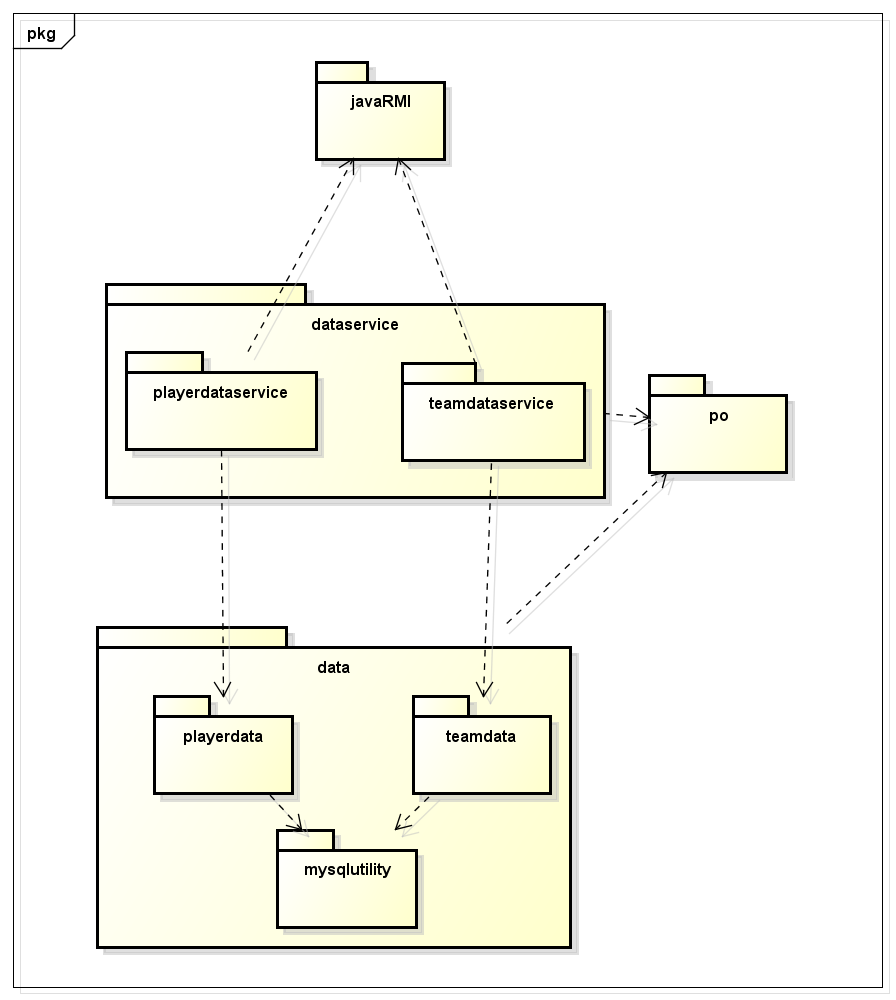 pkg
javaRMI
dataservice
playerdataservice
teamdataservice
po
data
playerdata
teamdata
mysqlutility